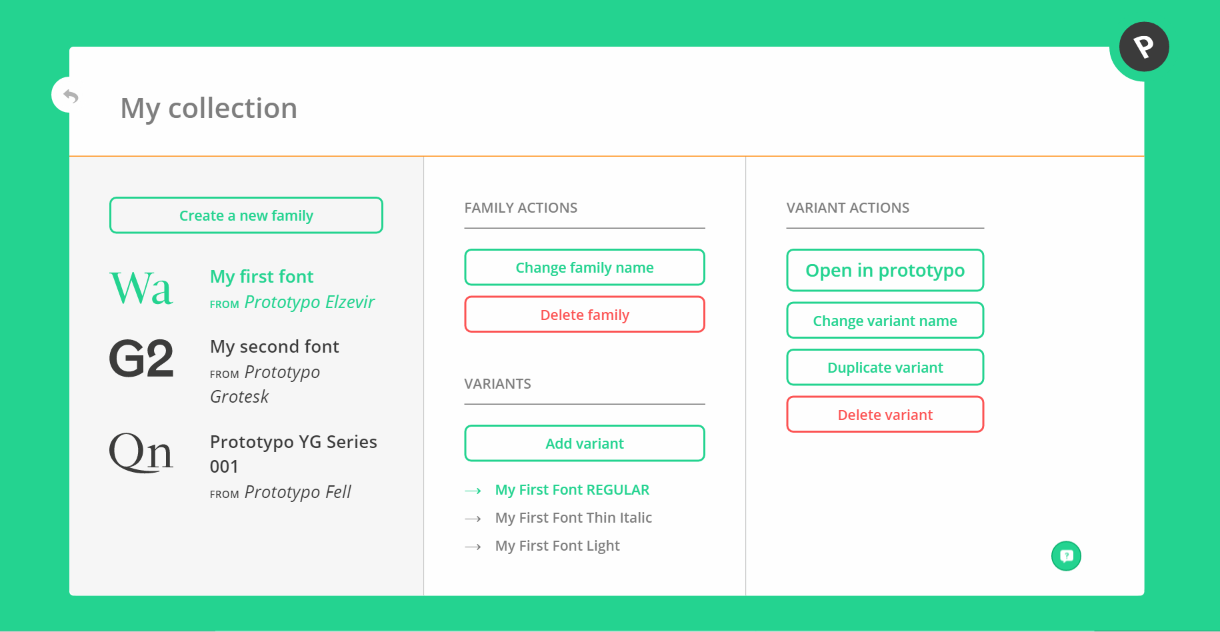 P
My collection
Create a new family
Wa
My first font
FROM Prototypo Elzevir
G2
My second font
FROM Prototypo
Grotesk
Qn
Prototypo YG Series
001
FROM Prototypo Fell
FAMILY ACTIONS
Change family name
Delete family
VARIANTS
Add variant
→ My First Font REGULAR
→ My First Font Thin Italic
→ My First Font Light
VARIANT ACTIONS
Open in prototypo
Change variant name
Duplicate variant
Delete variant
?